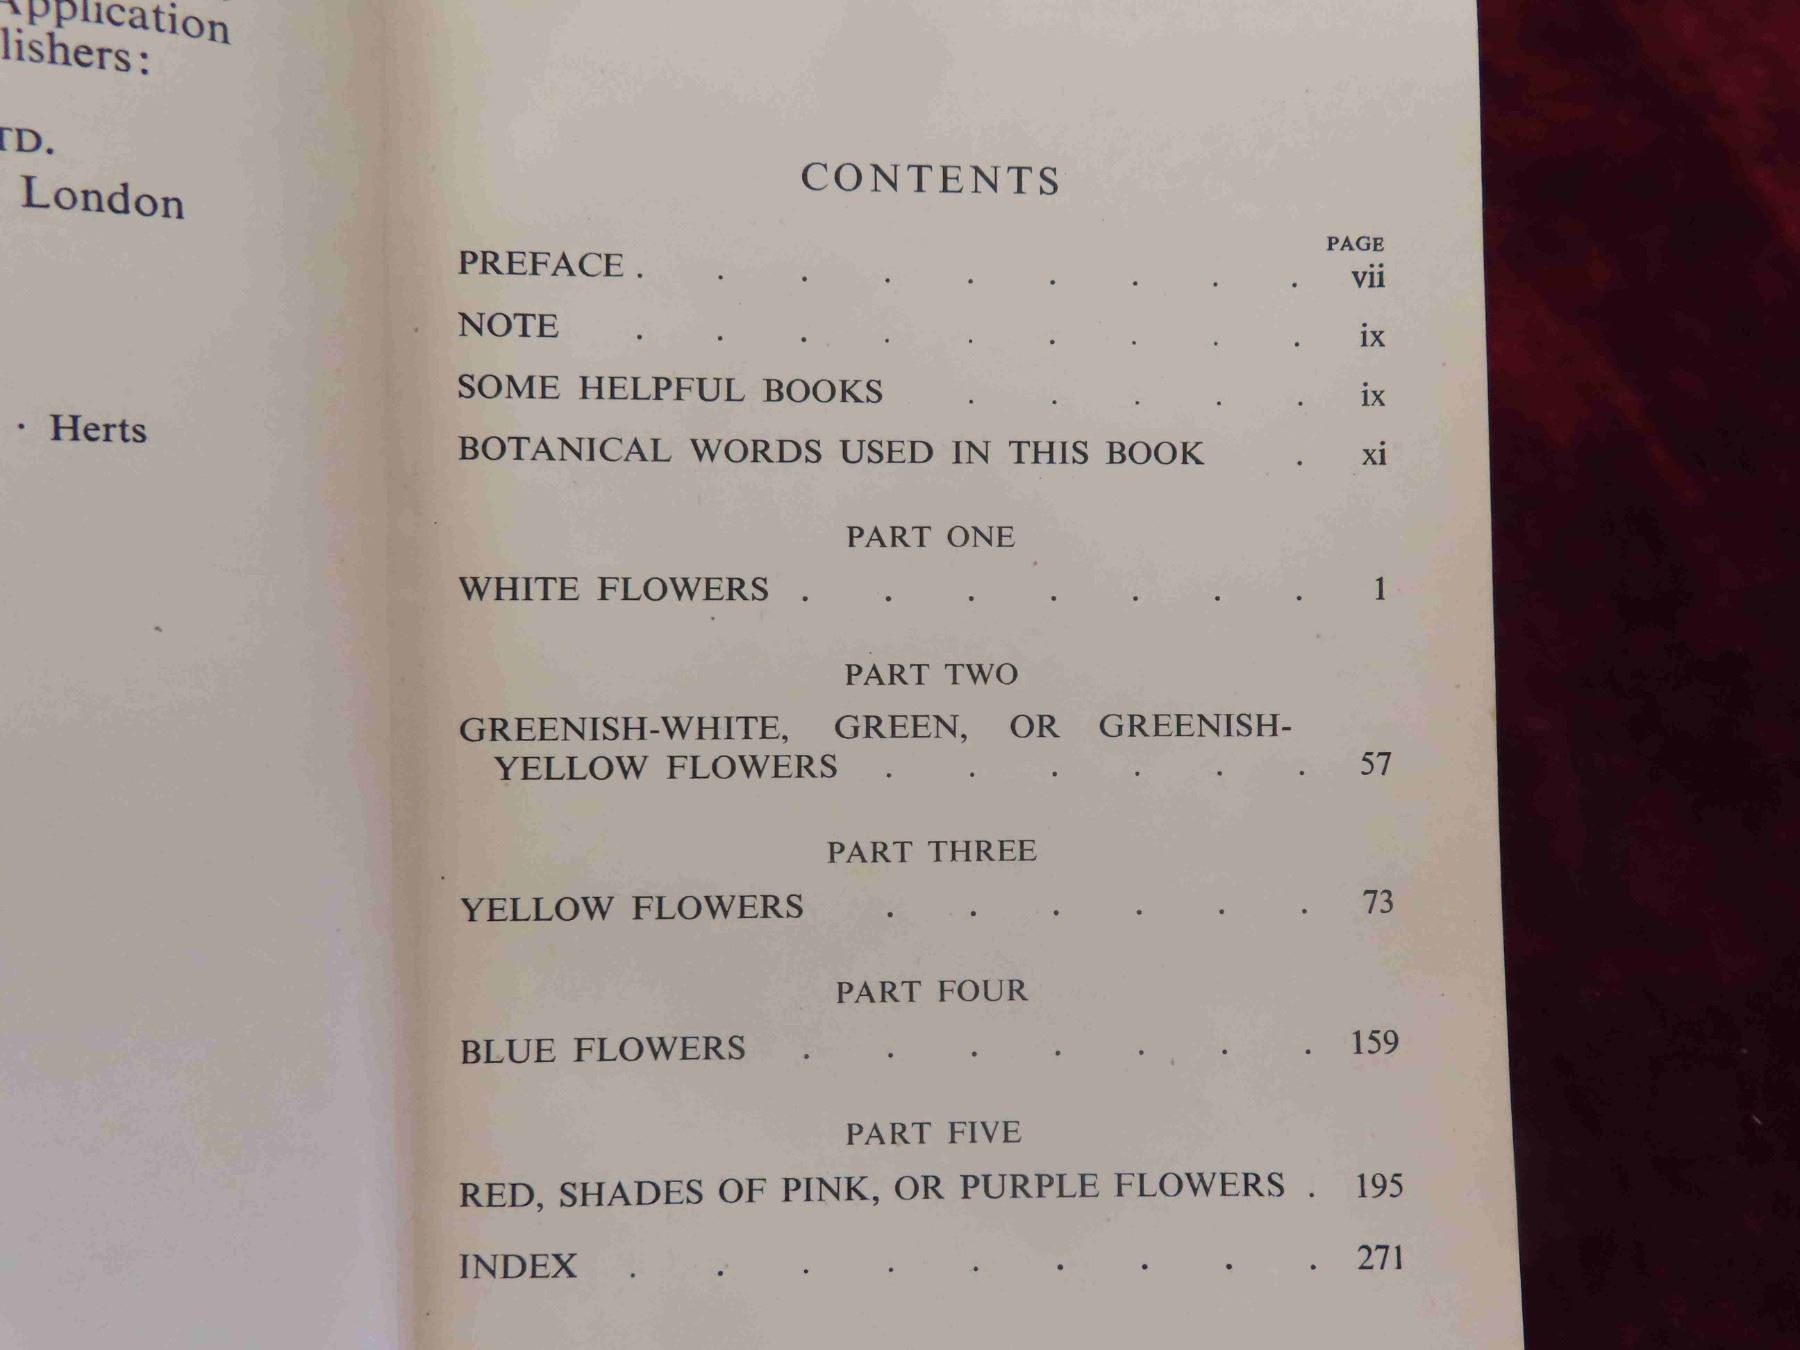 Application
lishers:
TD.
London
· Herts
CONTENTS
PAGE
PREFACE . . . . . . . . . vii
NOTE . . . . . . . . . ix
SOME HELPFUL BOOKS . . . . . ix
BOTANICAL WORDS USED IN THIS BOOK . xi
PART ONE
WHITE FLOWERS . . . . . . . 1
PART TWO
GREENISH-WHITE, GREEN, OR GREENISH-
YELLOW FLOWERS . . . . . . 57
PART THREE
YELLOW FLOWERS . . . . . . 73
PART FOUR
BLUE FLOWERS . . . . . . . 159
PART FIVE
RED, SHADES OF PINK, OR PURPLE FLOWERS . 195
INDEX . . . . . . . . . 271